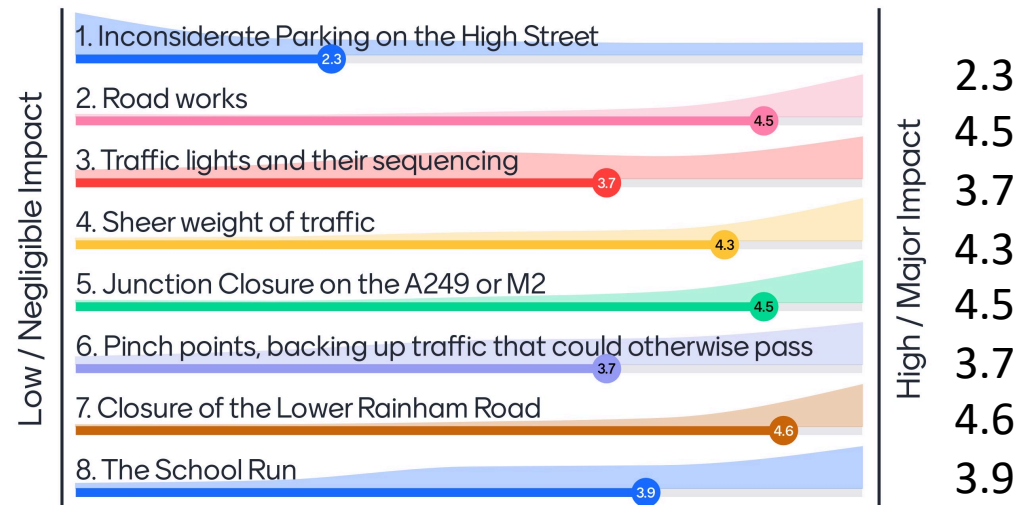 Low / Negligible Impact
1. Inconsiderate Parking on the High Street
2.3
2.3
2. Road works
4.5
4.5
3. Traffic lights and their sequencing
3.7
3.7
4. Sheer weight of traffic
4.3
4.3
5. Junction Closure on the A249 or M2
4.5
4.5
6. Pinch points, backing up traffic that could otherwise pass
3.7
3.7
7. Closure of the Lower Rainham Road
4.6
4.6
8. The School Run
3.9
3.9
High / Major Impact